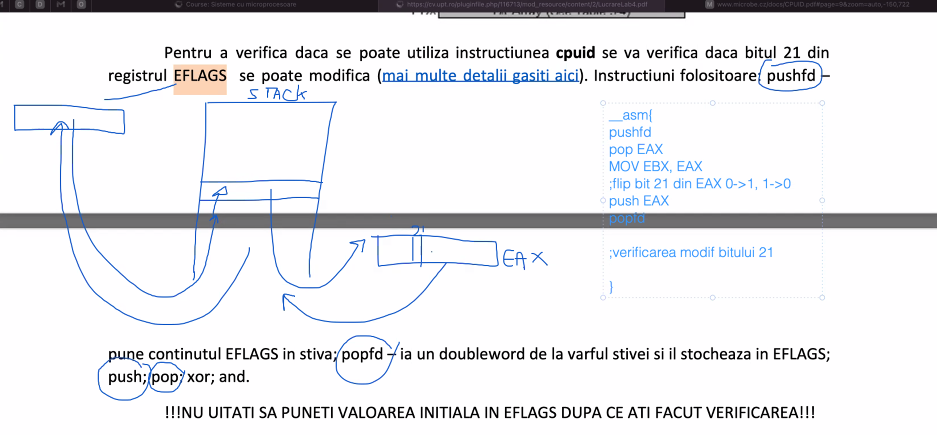 Course: Sisteme cu microprocesoare
https://cv.upt.ro/pluginfile.php/118713/mod_resource/content/2/LucrareLab4.pdf
www.microbe.cz/docs/CPUID.pdf#page=9&zoom=auto,-150,722
Pentru a verifica daca se poate utiliza instructiunea cpuid se va verifica daca bitul 21 din
registrul EFLAGS se poate modifica (mai multe detalii gasiti aici). Instructiuni folositoare: pushfd –
STACK
__asm{
pushfd
pop EAX
MOV EBX, EAX
;flip bit 21 din EAX 0->1, 1->0
push EAX
popfd
;verificarea modif bitului 21
}
21
EAX
pune continutul EFLAGS in stiva; popfd – ia un doubleword de la varful stivei si il stocheaza in EFLAGS;
push; pop; xor; and.
!!!NU UITATI SA PUNETI VALOAREA INITIALA IN EFLAGS DUPA CE ATI FACUT VERIFICAREA!!!